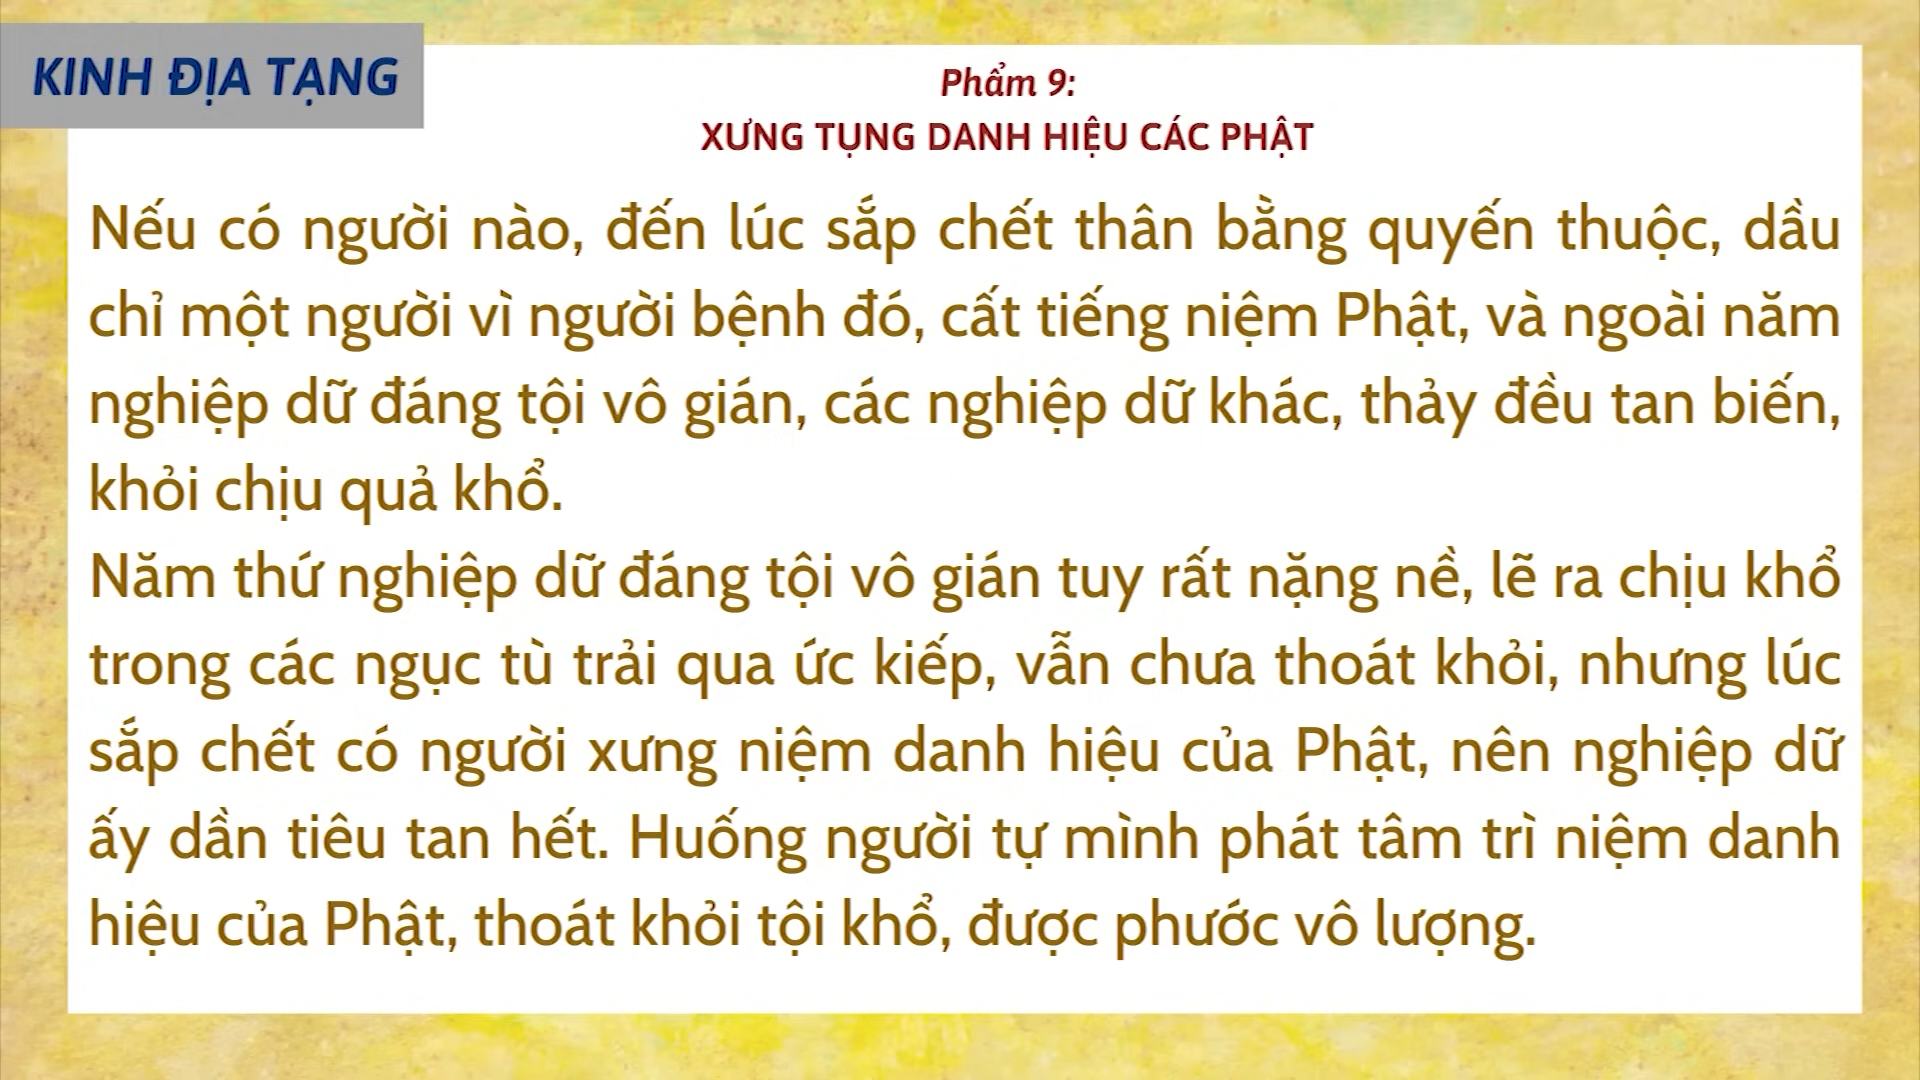 KINH ĐỊA TẠNG
Phẩm 9:
XƯNG TỤNG DANH HIỆU CÁC PHẬT
Nếu có người nào, đến lúc sắp chết thân bằng quyến thuộc, dầu
chỉ một người vì người bệnh đó, cất tiếng niệm Phật, và ngoài năm
nghiệp dữ đáng tội vô gián, các nghiệp dữ khác, thảy đều tan biến,
khỏi chịu quả khổ.
Năm thứ nghiệp dữ đáng tội vô gián tuy rất nặng nề, lẽ ra chịu khổ
trong các ngục tù trải qua ức kiếp, vẫn chưa thoát khỏi, nhưng lúc
sắp chết có người xưng niệm danh hiệu của Phật, nên nghiệp dữ
ấy dần tiêu tan hết. Huống người tự mình phát tâm trì niệm danh
hiệu của Phật, thoát khỏi tội khổ, được phước vô lượng.